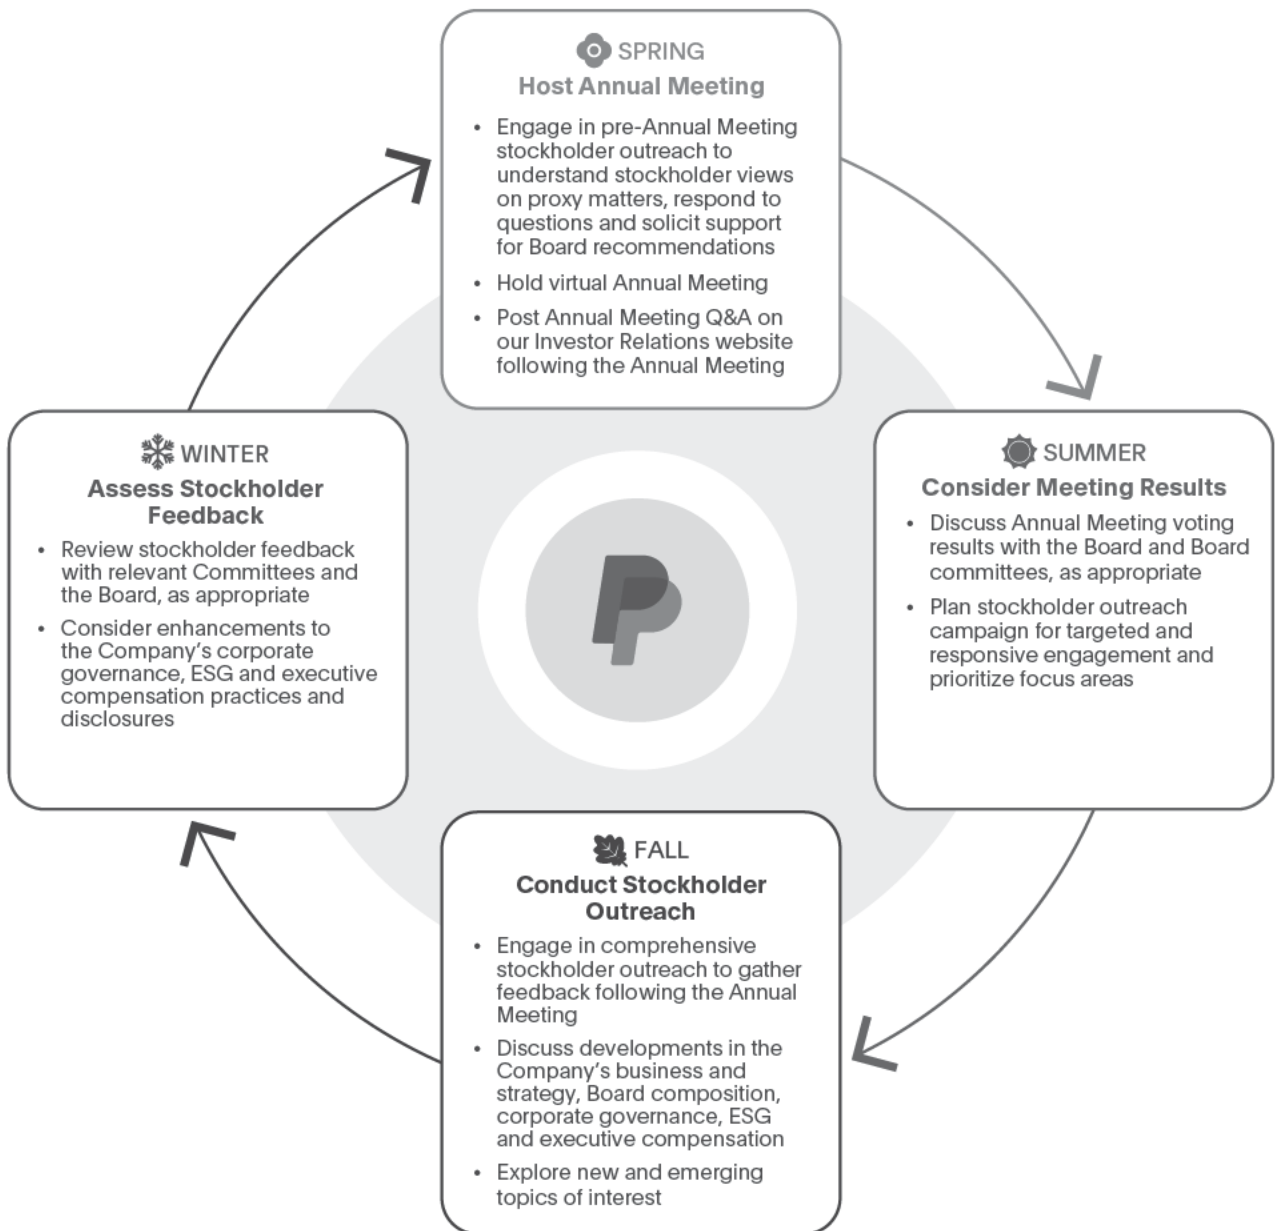 SPRING
Host Annual Meeting
• Engage in pre-Annual Meeting
stockholder outreach to
understand stockholder views
on proxy matters, respond to
questions and solicit support
for Board recommendations
• Hold virtual Annual Meeting
• Post Annual Meeting Q&A on
our Investor Relations website
following the Annual Meeting
SUMMER
Consider Meeting Results
• Discuss Annual Meeting voting
results with the Board and Board
committees, as appropriate
• Plan stockholder outreach
campaign for targeted and
responsive engagement and
prioritize focus areas
FALL
Conduct Stockholder
Outreach
• Engage in comprehensive
stockholder outreach to gather
feedback following the Annual
Meeting
• Discuss developments in the
Company's business and
strategy, Board composition,
corporate governance, ESG
and executive compensation
• Explore new and emerging
topics of interest
WINTER
Assess Stockholder
Feedback
• Review stockholder feedback
with relevant Committees and
the Board, as appropriate
• Consider enhancements to
the Company's corporate
governance, ESG and executive
compensation practices and
disclosures